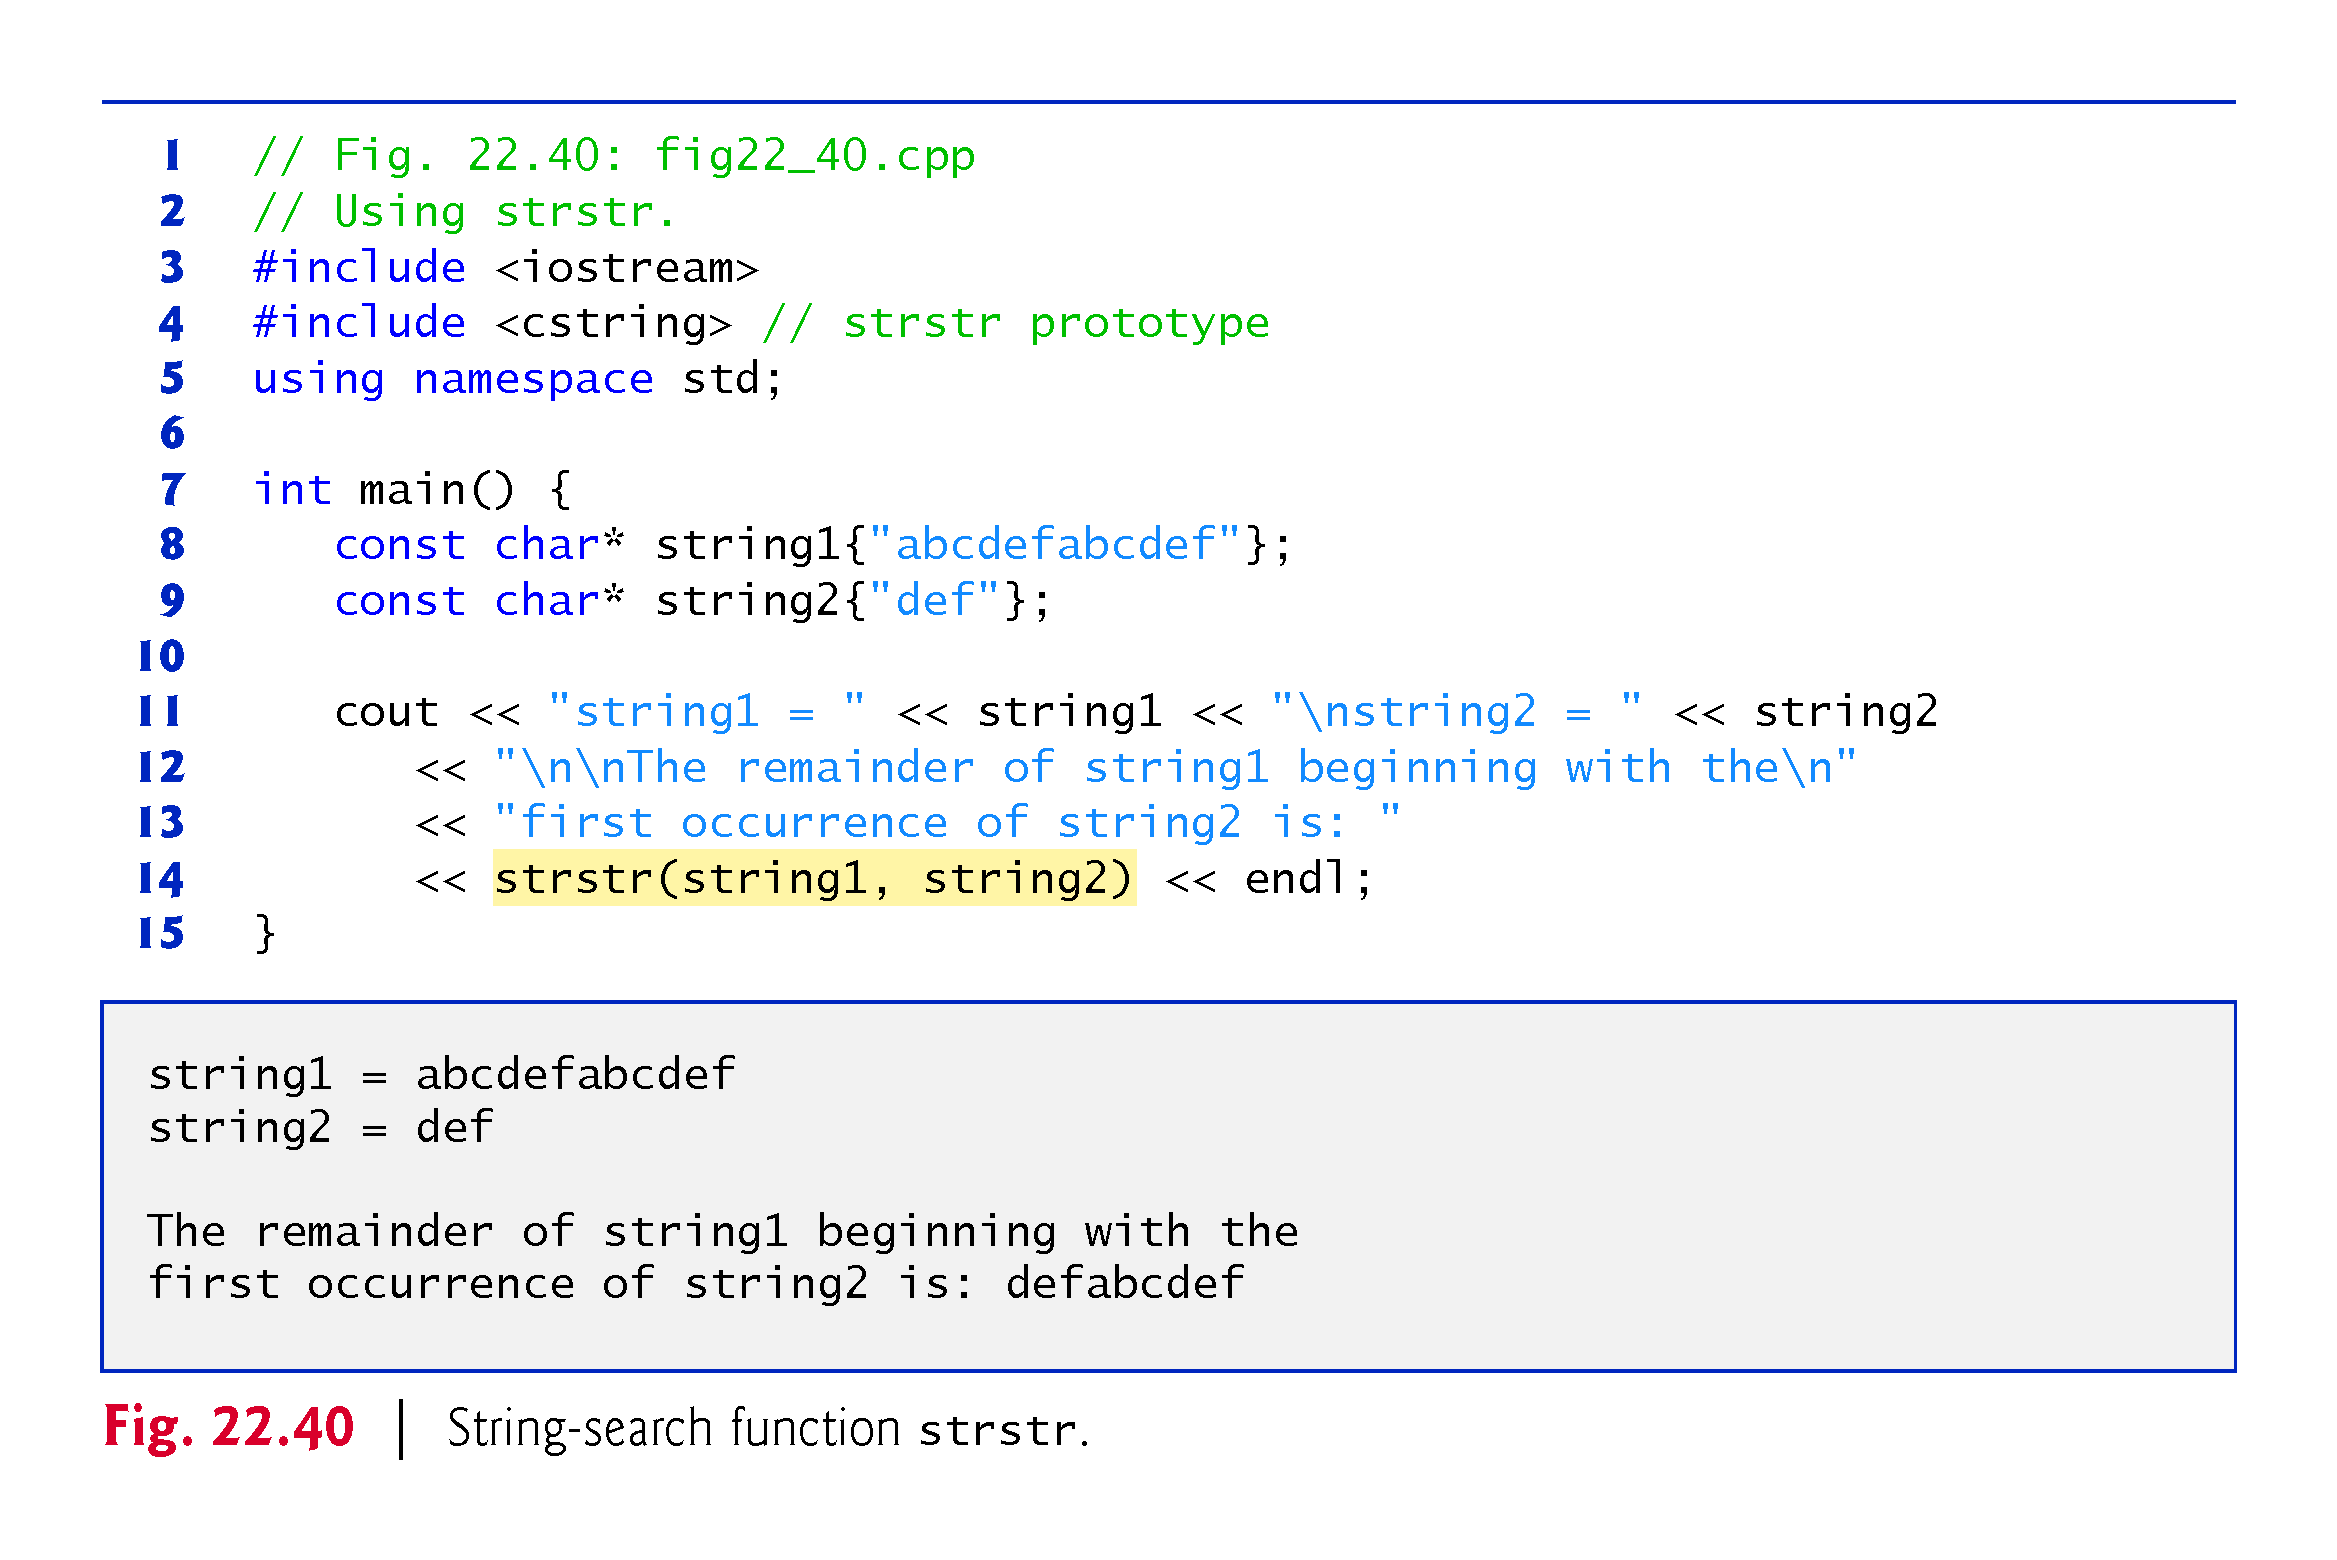 1 // Fig. 22.40: fig22_40.cpp
2 // Using strstr.
3 #include <iostream>
4 #include <cstring> // strstr prototype
5 using namespace std;
6
7 int main() {
8    const char* string1{"abcdefabcdef"};
9    const char* string2{"def"};
10
11    cout << "string1 = " << string1 << "\nstring2 = " << string2
12       << "\n\nThe remainder of string1 beginning with the\n"
13       << "first occurrence of string2 is: "
14       << strstr(string1, string2) << endl;
15 }
string1 = abcdefabcdef
string2 = def
The remainder of string1 beginning with the
first occurrence of string2 is: defabcdef
Fig. 22.40 | String-search function strstr.